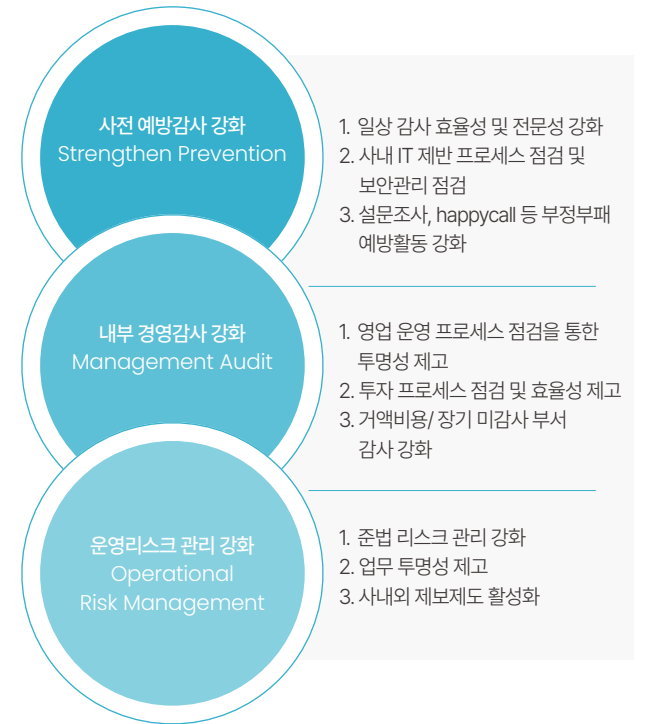 사전 예방감사 강화
Strengthen Prevention
1. 일상 감사 효율성 및 전문성 강화
2. 사내 IT 제반 프로세스 점검 및
보안관리 점검
3. 설문조사, happycall 등 부정부패
예방활동 강화
내부 경영감사 강화
Management Audit
1. 영업 운영 프로세스 점검을 통한
투명성 제고
2. 투자 프로세스 점검 및 효율성 제고
3. 거액비용/ 장기 미감사 부서
감사 강화
운영리스크 관리 강화
Operational
Risk Management
1. 준법 리스크 관리 강화
2. 업무 투명성 제고
3. 사내외 제보제도 활성화